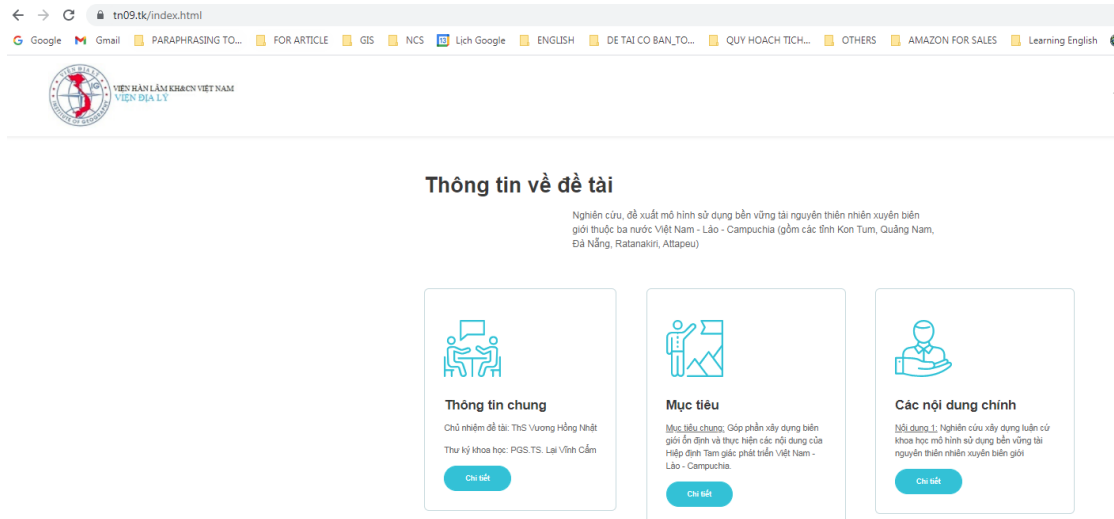 tn09.tk/index.html
Google Gmail PARAPHRASING TO... FOR ARTICLE GIS NCS 13 Lịch Google ENGLISH DE TAI CO BAN_TO... QUY HOACH TICH... OTHERS AMAZON FOR SALES Learning English
VIỆN ĐỊA LÝ
INSTITUTE OF GEOGRAPHY
VIỆN HÀN LÂM KH&CN VIỆT NAM
VIỆN ĐỊA LÝ
Thông tin về đề tài
Nghiên cứu, đề xuất mô hình sử dụng bền vững tài nguyên thiên nhiên xuyên biên
giới thuộc ba nước Việt Nam - Lào - Campuchia (gồm các tỉnh Kon Tum, Quảng Nam,
Đà Nẵng, Ratanakiri, Attapeu)
Thông tin chung
Chủ nhiệm đề tài: ThS Vương Hồng Nhật
Thư ký khoa học: PGS.TS. Lại Vĩnh Cẩm
Chi tiết
Mục tiêu
Mục tiêu chung: Góp phần xây dựng biên
giới ổn định và thực hiện các nội dung của
Hiệp định Tam giác phát triển Việt Nam -
Lào - Campuchia.
Chi tiết
Các nội dung chính
Nội dung 1: Nghiên cứu xây dựng luận cứ
khoa học mô hình sử dụng bền vững tài
nguyên thiên nhiên xuyên biên giới
Chi tiết